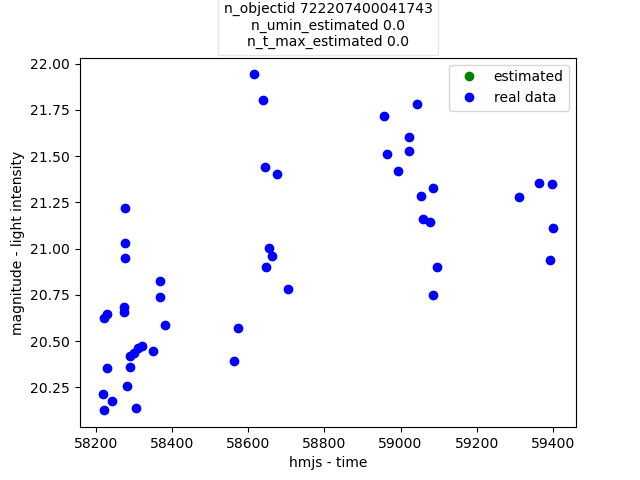 n_objectid 722207400041743
n_umin_estimated 0.0
n_t_max_estimated 0.0
22.00
21.75
21.50
21.25
21.00
20.75
20.50
20.25
magnitude - light intensity
estimated
real data
58200 58400 58600 58800 59000 59200 59400
hmjs - time